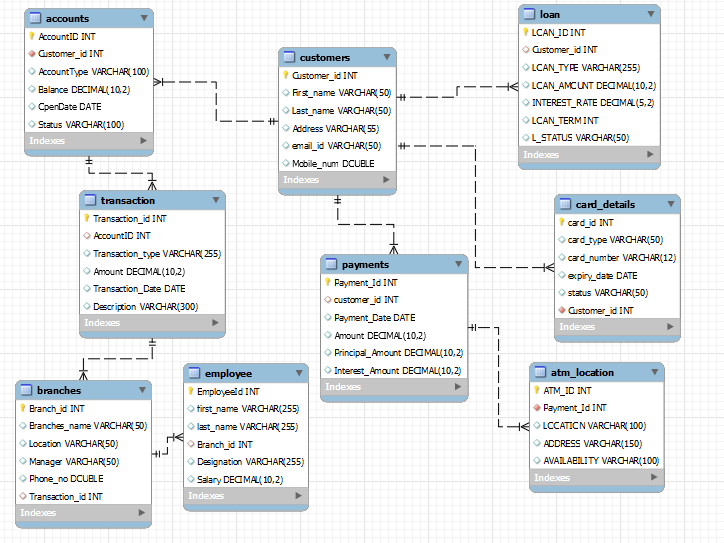 accounts
AccountID INT
Customer_id INT
AccountType VARCHAR(100)
Balance DECIMAL(10,2)
OpenDate DATE
Status VARCHAR(100)
Indexes
customers
Customer_id INT
First_name VARCHAR(50)
Last_name VARCHAR(50)
Address VARCHAR(55)
email_id VARCHAR(50)
Mobile_num DOUBLE
Indexes
loan
LOAN_ID INT
Customer_id INT
LOAN_TYPE VARCHAR(255)
LOAN_AMOUNT DECIMAL(10,2)
INTEREST_RATE DECIMAL(5,2)
LOAN_TERM INT
L_STATUS VARCHAR(50)
Indexes
transaction
Transaction_id INT
AccountID INT
Transaction_type VARCHAR(255)
Amount DECIMAL(10,2)
Transaction_Date DATE
Description VARCHAR(300)
Indexes
card_details
card_id INT
card_type VARCHAR(50)
card_number VARCHAR(12)
expiry_date DATE
status VARCHAR(50)
Customer_id INT
Indexes
payments
Payment_Id INT
customer_id INT
Payment_Date DATE
Amount DECIMAL(10,2)
Principal_Amount DECIMAL(10,2)
Interest_Amount DECIMAL(10,2)
Indexes
branches
Branch_id INT
Branches_name VARCHAR(50)
Location VARCHAR(50)
Manager VARCHAR(50)
Phone_no DOUBLE
Transaction_id INT
Indexes
employee
EmployeeId INT
first_name VARCHAR(255)
last_name VARCHAR(255)
Branch_id INT
Designation VARCHAR(255)
Salary DECIMAL(10,2)
Indexes
atm_location
ATM_ID INT
Payment_Id INT
LOCATION VARCHAR(100)
ADDRESS VARCHAR(150)
AVAILABILITY VARCHAR(100)
Indexes